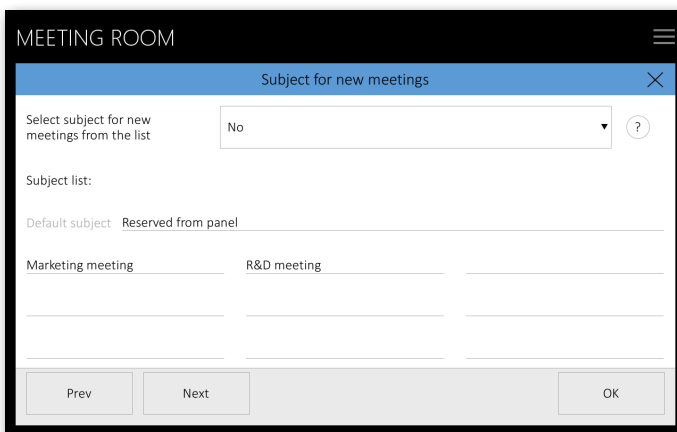 MEETING ROOM
Subject for new meetings
Select subject for new
meetings from the list
No
?
Subject list:
Default subject Reserved from panel
Marketing meeting R&D meeting
Prev Next OK